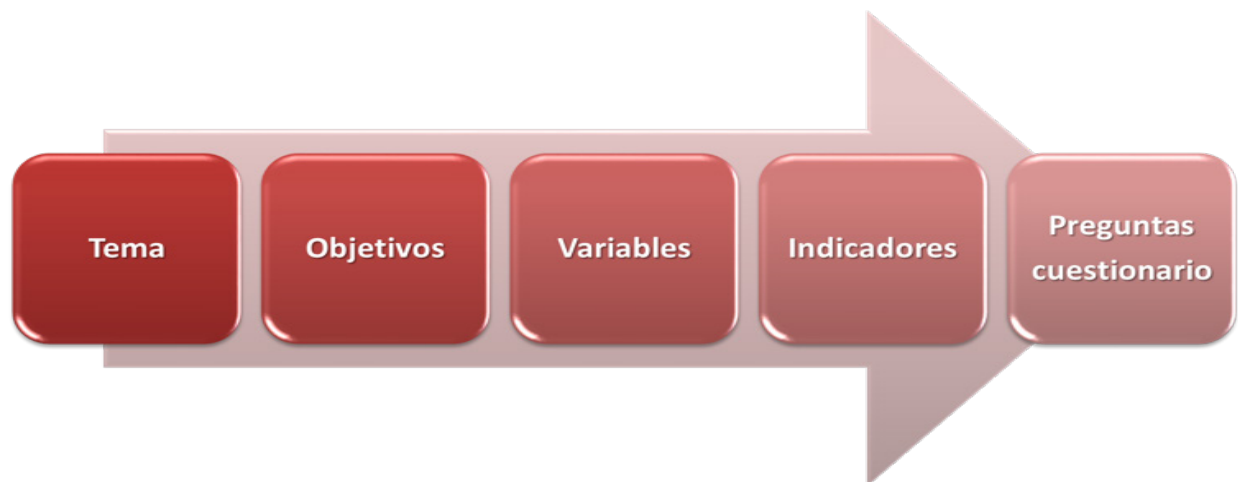 Tema
Objetivos
Variables
Indicadores
Preguntas
cuestionario